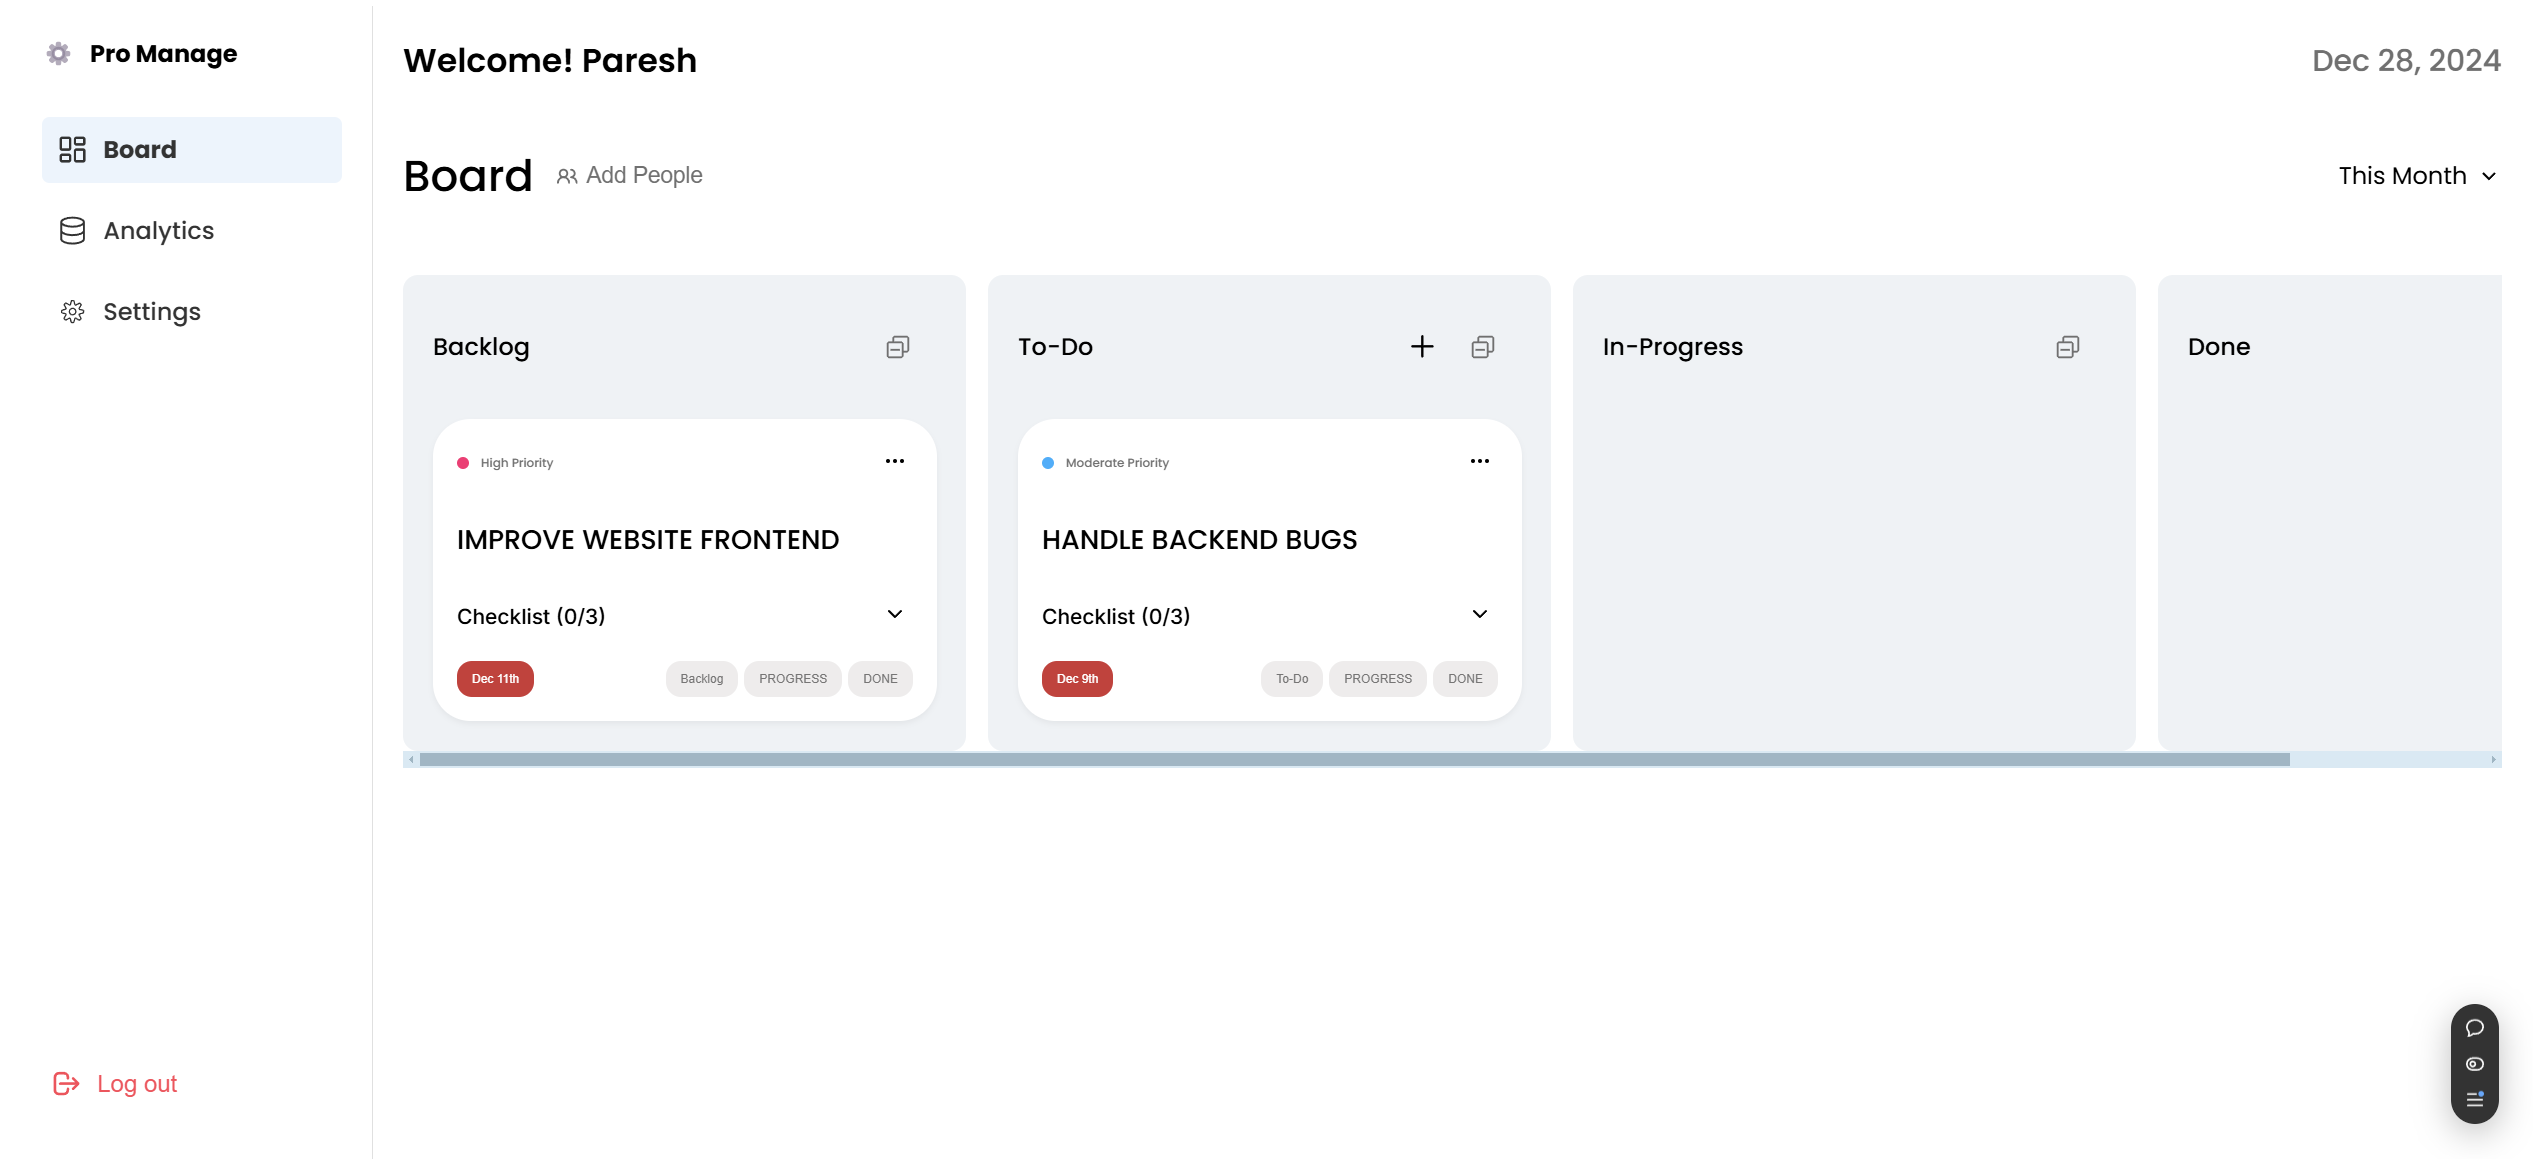 Pro Manage
Board
Analytics
Settings
Log out
Welcome! Paresh
Dec 28, 2024
Board
Add People
This Month
Backlog
High Priority
IMPROVE WEBSITE FRONTEND
Checklist (0/3)
Dec 11th Backlog PROGRESS DONE
To-Do
Moderate Priority
HANDLE BACKEND BUGS
Checklist (0/3)
Dec 9th To-Do PROGRESS DONE
In-Progress
Done